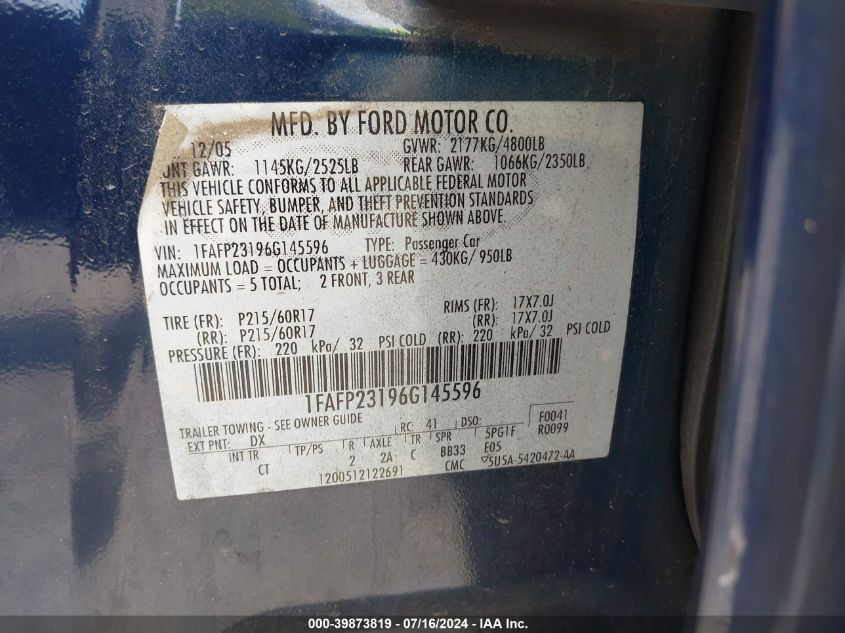 MFD. BY FORD MOTOR CO.
12/05 GVWR: 2177KG/4800LB
FNT GAWR: 1145KG/2525LB REAR GAWR: 1066KG/2350LB
THIS VEHICLE CONFORMS TO ALL APPLICABLE FEDERAL MOTOR
VEHICLE SAFETY, BUMPER, AND THEFT PREVENTION STANDARDS
IN EFFECT ON THE DATE OF MANUFACTURE SHOWN ABOVE.
VIN: 1FAFP23196G145596 TYPE: Passenger Car
MAXIMUM LOAD = OCCUPANTS + LUGGAGE = 430KG/ 950LB
OCCUPANTS = 5 TOTAL; 2 FRONT, 3 REAR
TIRE (FR): P215/60R17 RIMS (FR): 17X7.0J
(RR): P215/60R17 (RR): 17X7.0J
PRESSURE (FR): 220 kPa/ 32 PSI COLD (RR): 220 kPa/ 32 PSI COLD
1FAFP23196G145596
TRAILER TOWING - SEE OWNER GUIDE RC: 41 DSO: F0041
EXT PNT: DX 5PG1F R0099
INT TR TP/PS R AXLE TR SPR E05
CT 2 2A C BB33
1200512122691 CMC 5U5A-5420472-AA
000-39873819 - 07/16/2024 - IAAI.com. Inc.